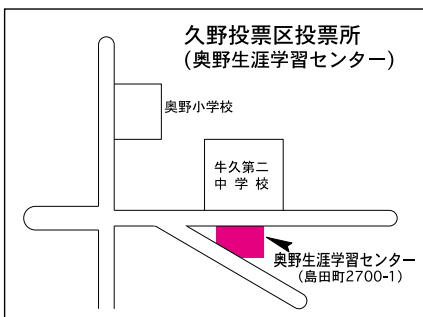 久野投票区投票所
(奥野生涯学習センター)
奥野小学校
牛久第二
中学校
奥野生涯学習センター
(島田町2700-1)